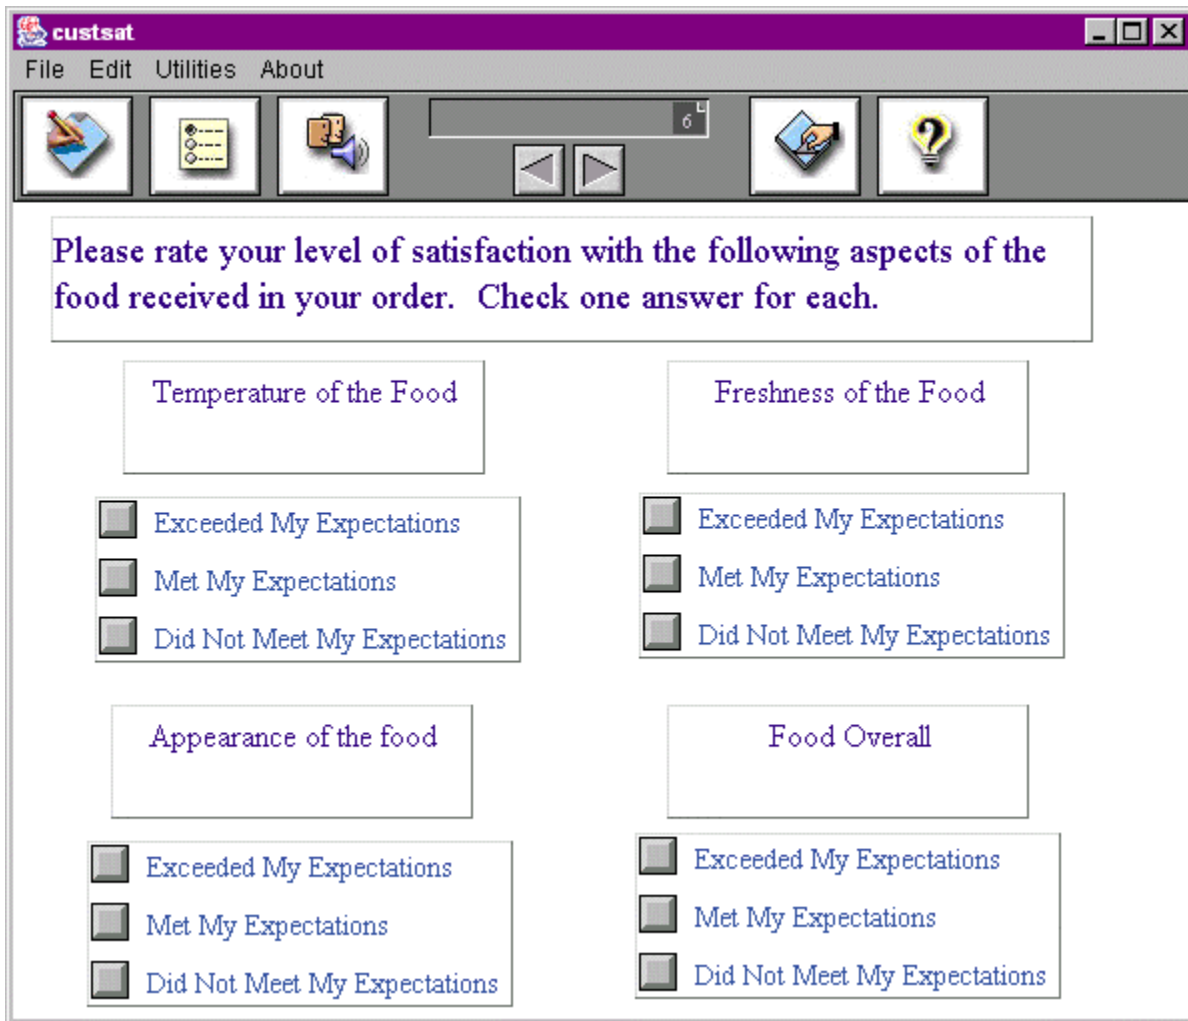 custsat
File Edit Utilities About
6
Please rate your level of satisfaction with the following aspects of the
food received in your order. Check one answer for each.
Temperature of the Food
Exceeded My Expectations
Met My Expectations
Did Not Meet My Expectations
Freshness of the Food
Exceeded My Expectations
Met My Expectations
Did Not Meet My Expectations
Appearance of the food
Exceeded My Expectations
Met My Expectations
Did Not Meet My Expectations
Food Overall
Exceeded My Expectations
Met My Expectations
Did Not Meet My Expectations